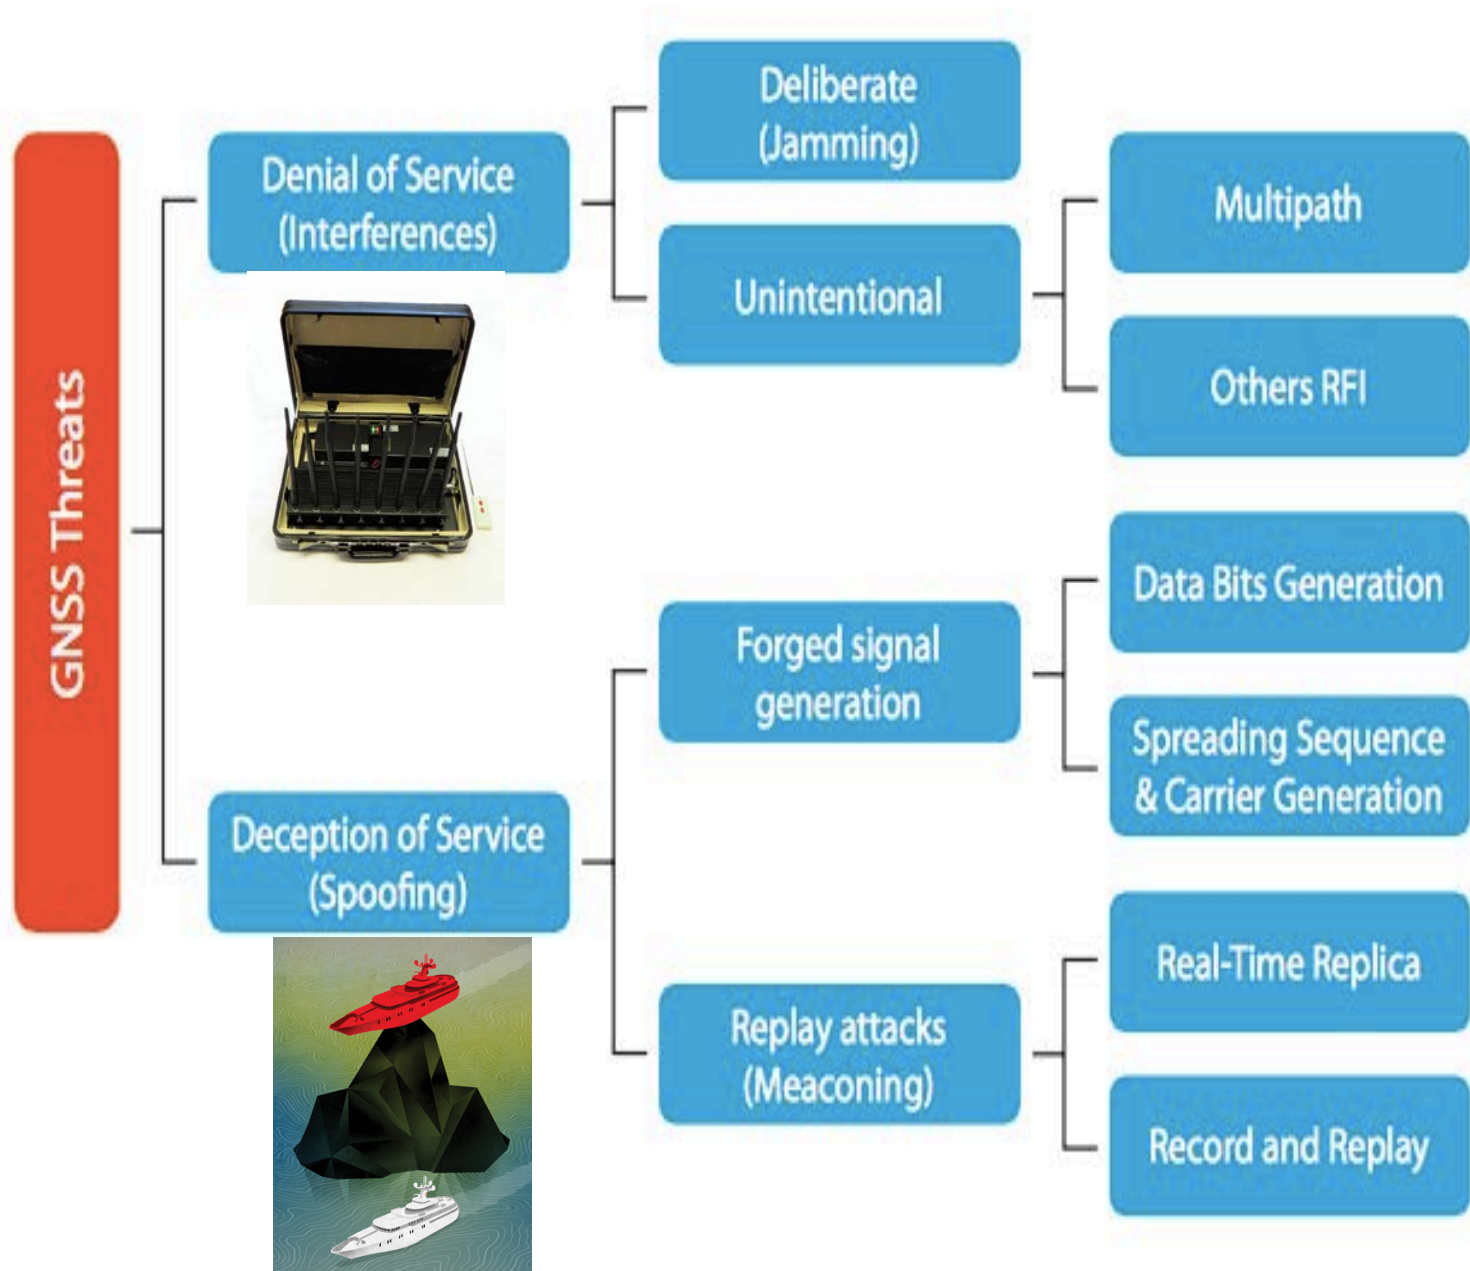 GNSS Threats
Denial of Service
(Interferences)
Deliberate
(Jamming)
Unintentional
Multipath
Others RFI
Deception of Service
(Spoofing)
Forged signal
generation
Data Bits Generation
Spreading Sequence
& Carrier Generation
Replay attacks
(Meaconing)
Real-Time Replica
Record and Replay